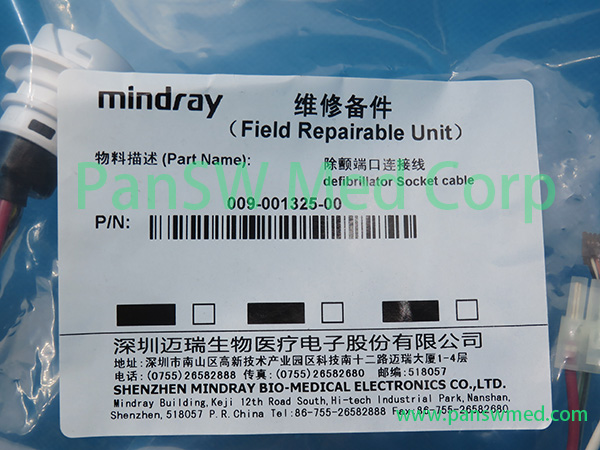 mindray
维修备件
（Field Repairable Unit）
物料描述 (Part Name): 除颤端口连接线
defibrillator Socket cable
PanSW Med Corp
009-001325-00
P/N:
深圳迈瑞生物医疗电子股份有限公司
地址:深圳市南山区高新技术产业园区科技南十二路迈瑞大厦1-4层
电话:(0755)26582888 传真:(0755)26582680 邮编:518057
SHENZHEN MINDRAY BIO-MEDICAL ELECTRONICS CO.,LTD.
Mindray Building,Keji 12th Road South,Hi-tech Industrial Park,Nanshan,
Shenzhen,518057 P.R.China Tel:86-755-26582888 Fax:86-755-26582680
www.panswmed.com